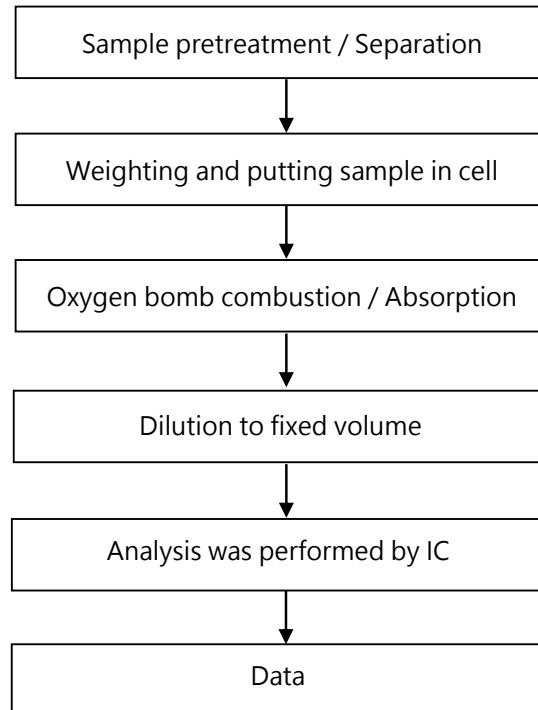 Sample pretreatment / Separation
Weighting and putting sample in cell
Oxygen bomb combustion / Absorption
Dilution to fixed volume
Analysis was performed by IC
Data